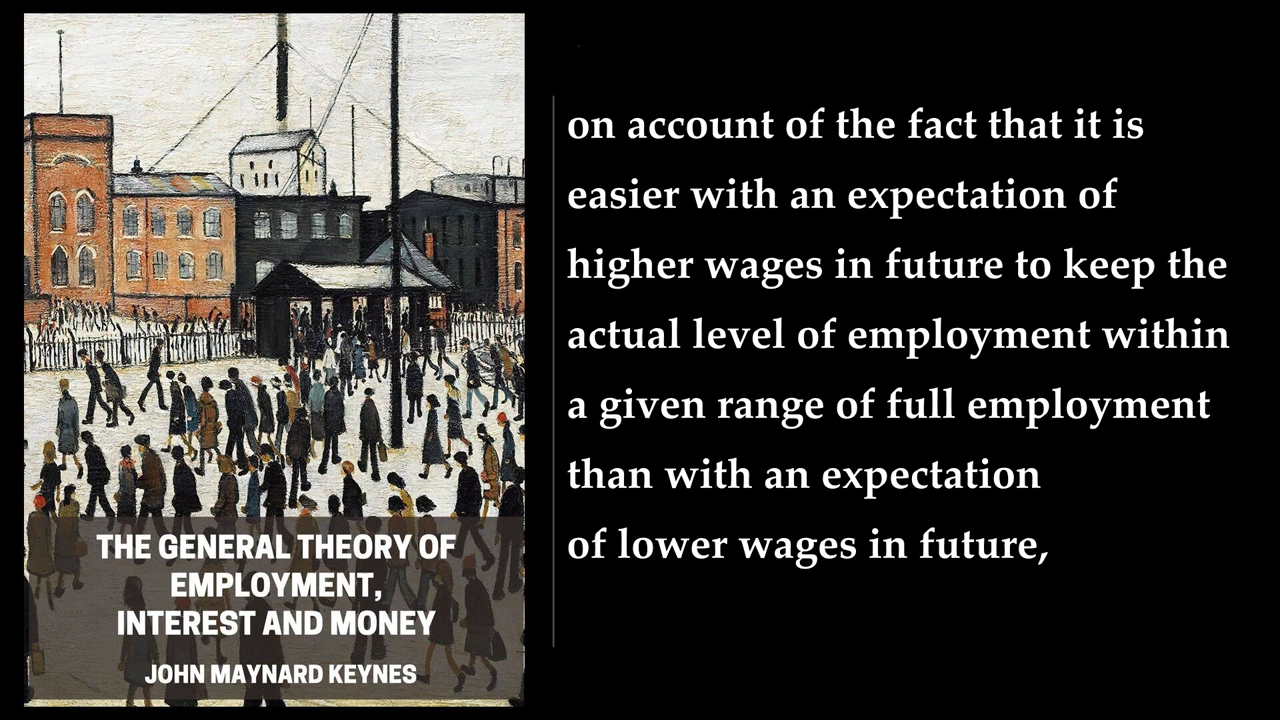 THE GENERAL THEORY OF
EMPLOYMENT,
INTEREST AND MONEY
JOHN MAYNARD KEYNES
on account of the fact that it is
easier with an expectation of
higher wages in future to keep the
actual level of employment within
a given range of full employment
than with an expectation
of lower wages in future,